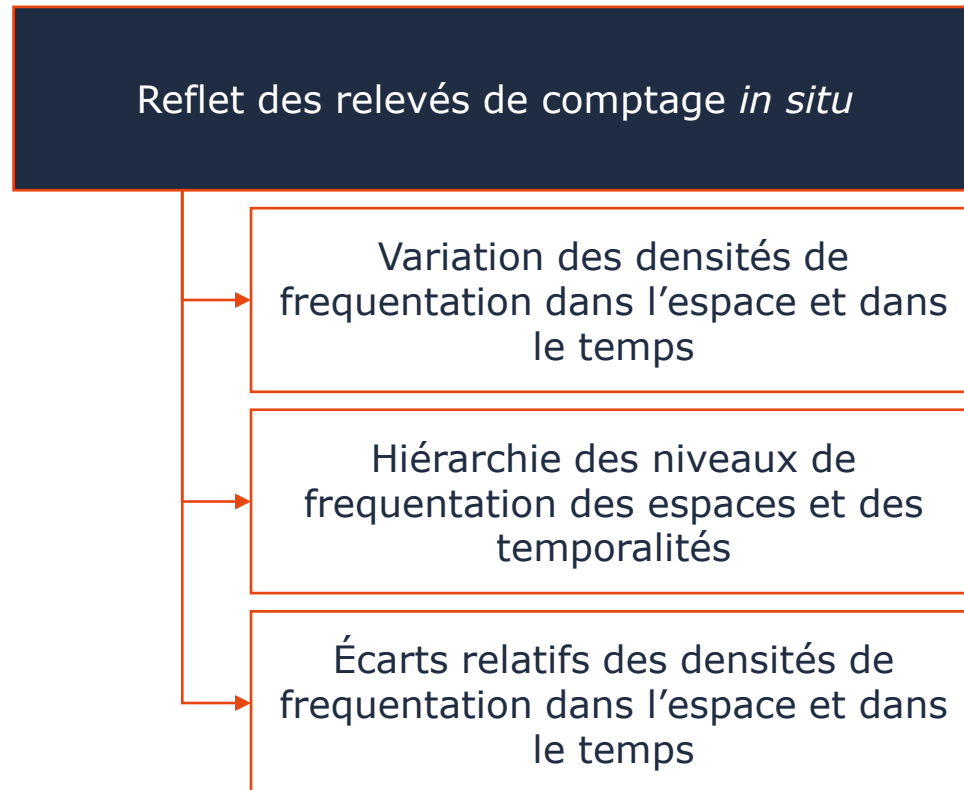 Reflet des relevés de comptage in situ
Variation des densités de
frequentation dans l’espace et dans
le temps
Hiérarchie des niveaux de
frequentation des espaces et des
temporalités
Écarts relatifs des densités de
frequentation dans l’espace et dans
le temps